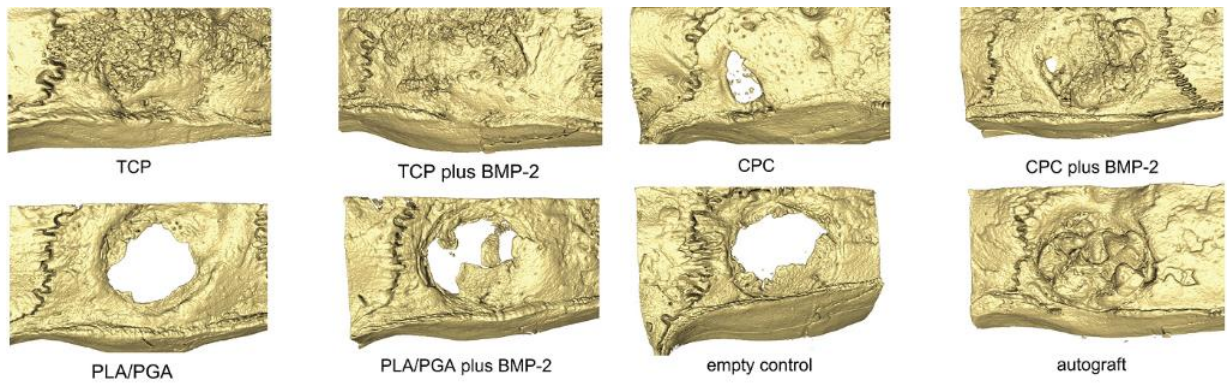 TCP
TCP plus BMP-2
CPC
CPC plus BMP-2
PLA/PGA
PLA/PGA plus BMP-2
empty control
autograft